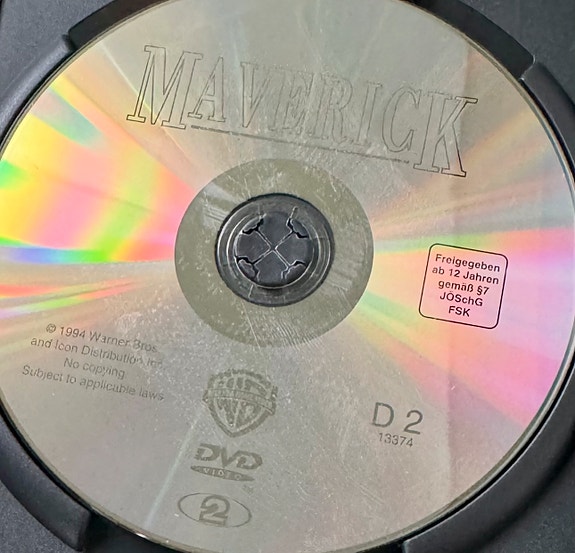 MAVERICK
Freigegeben
ab 12 Jahren
gemäß §7
JÖSchG
FSK
© 1994 Warner Bros.
and Icon Distribution, Inc.
No copying.
Subject to applicable laws
D 2
13374
WB
DVD
VIDEO
2